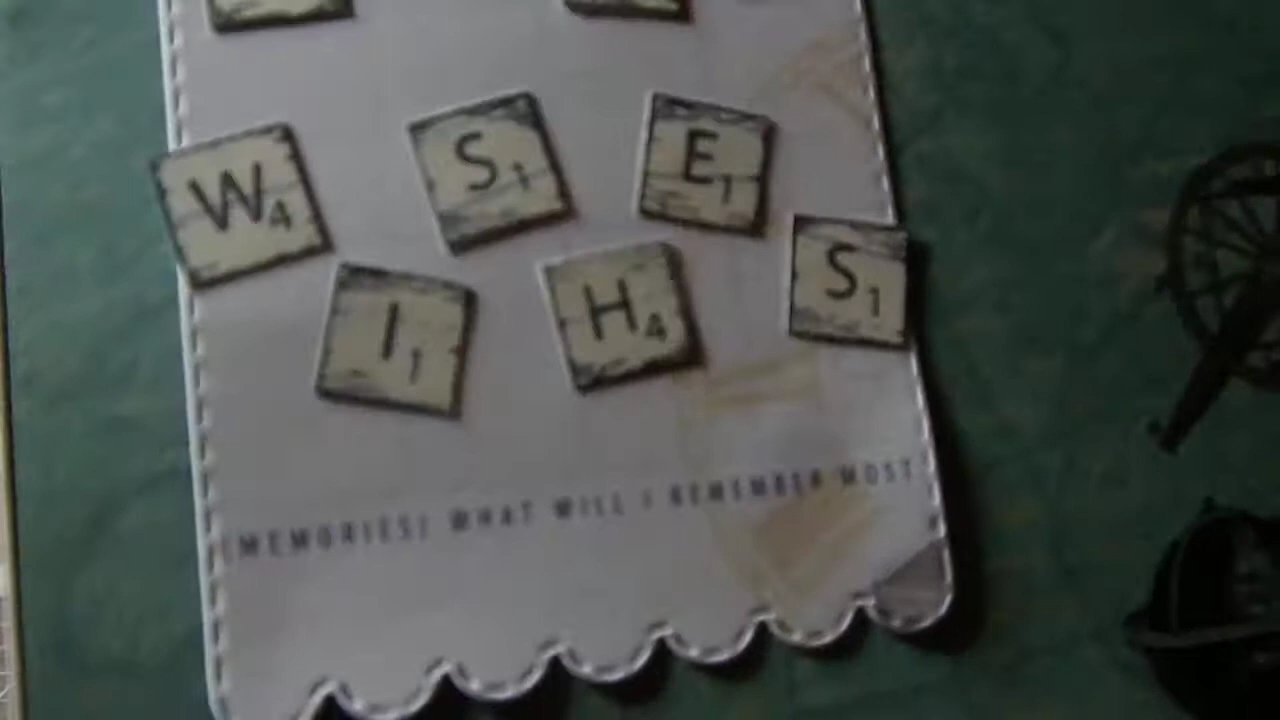 W I S H E S
W4 I1 S1 H4 E1 S1
[MEMORIES] WHAT WILL I REMEMBER MOST